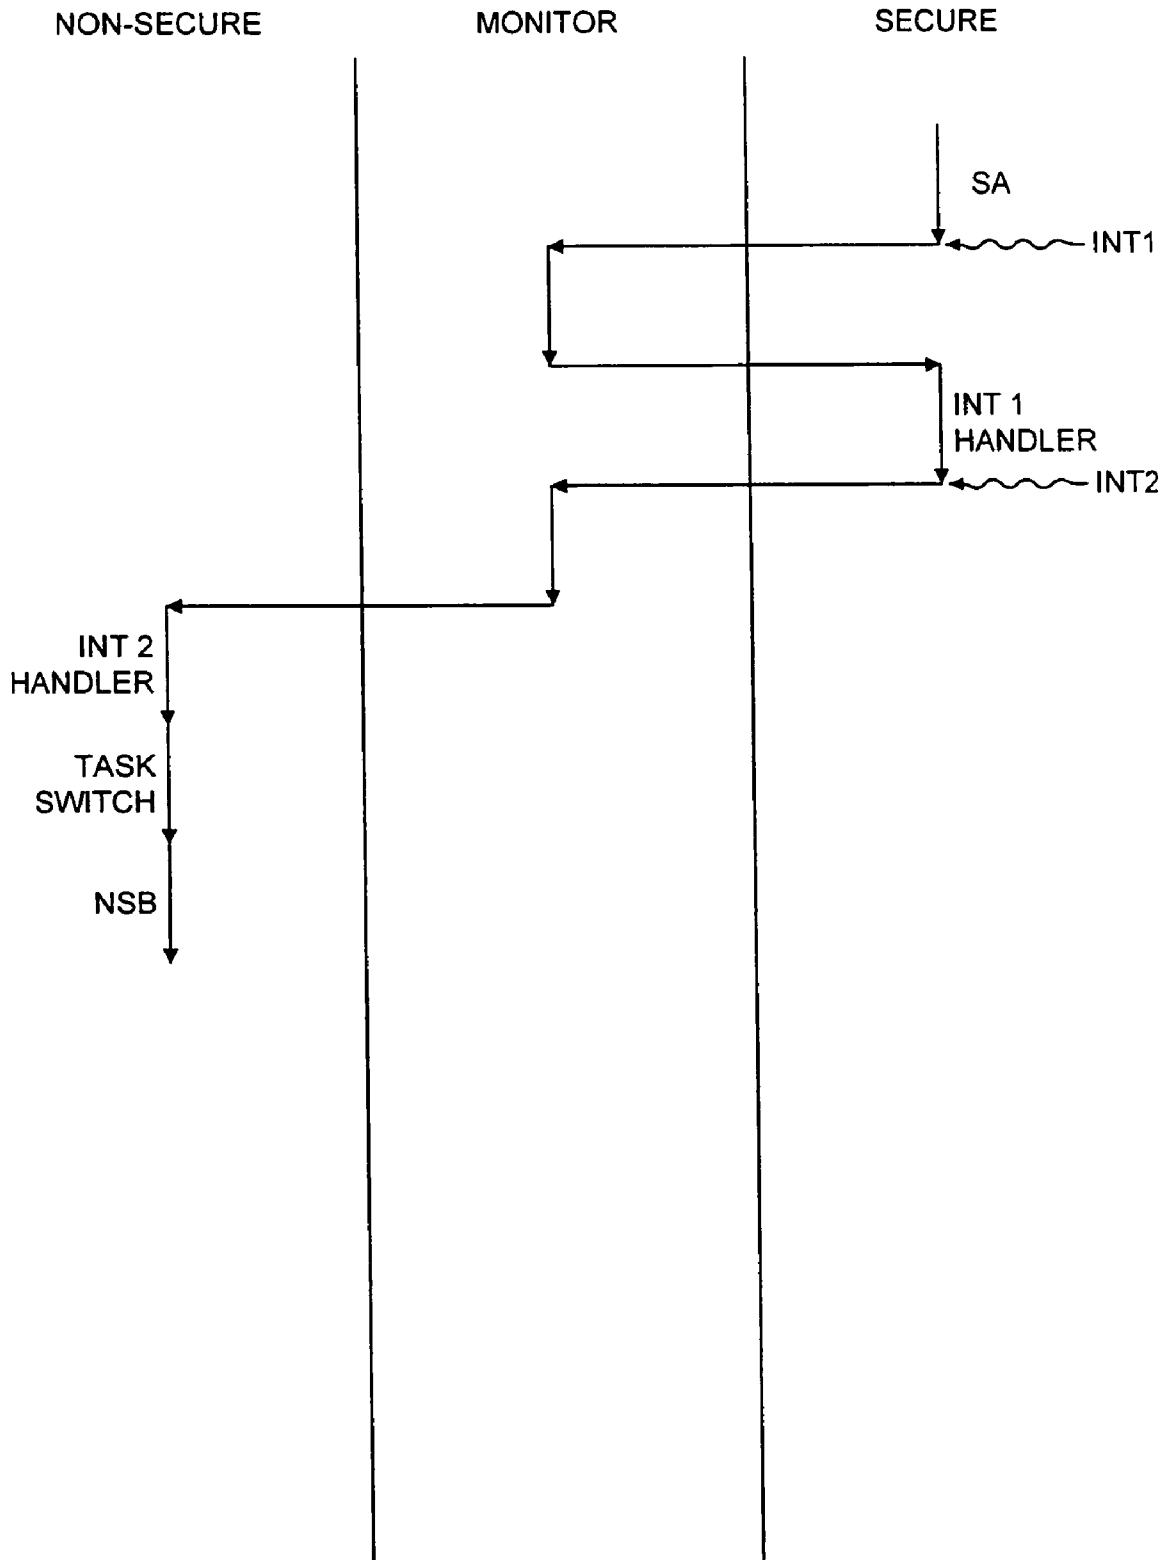 NON-SECURE
MONITOR
SECURE
SA
INT1
INT 1
HANDLER
INT2
INT 2
HANDLER
TASK
SWITCH
NSB